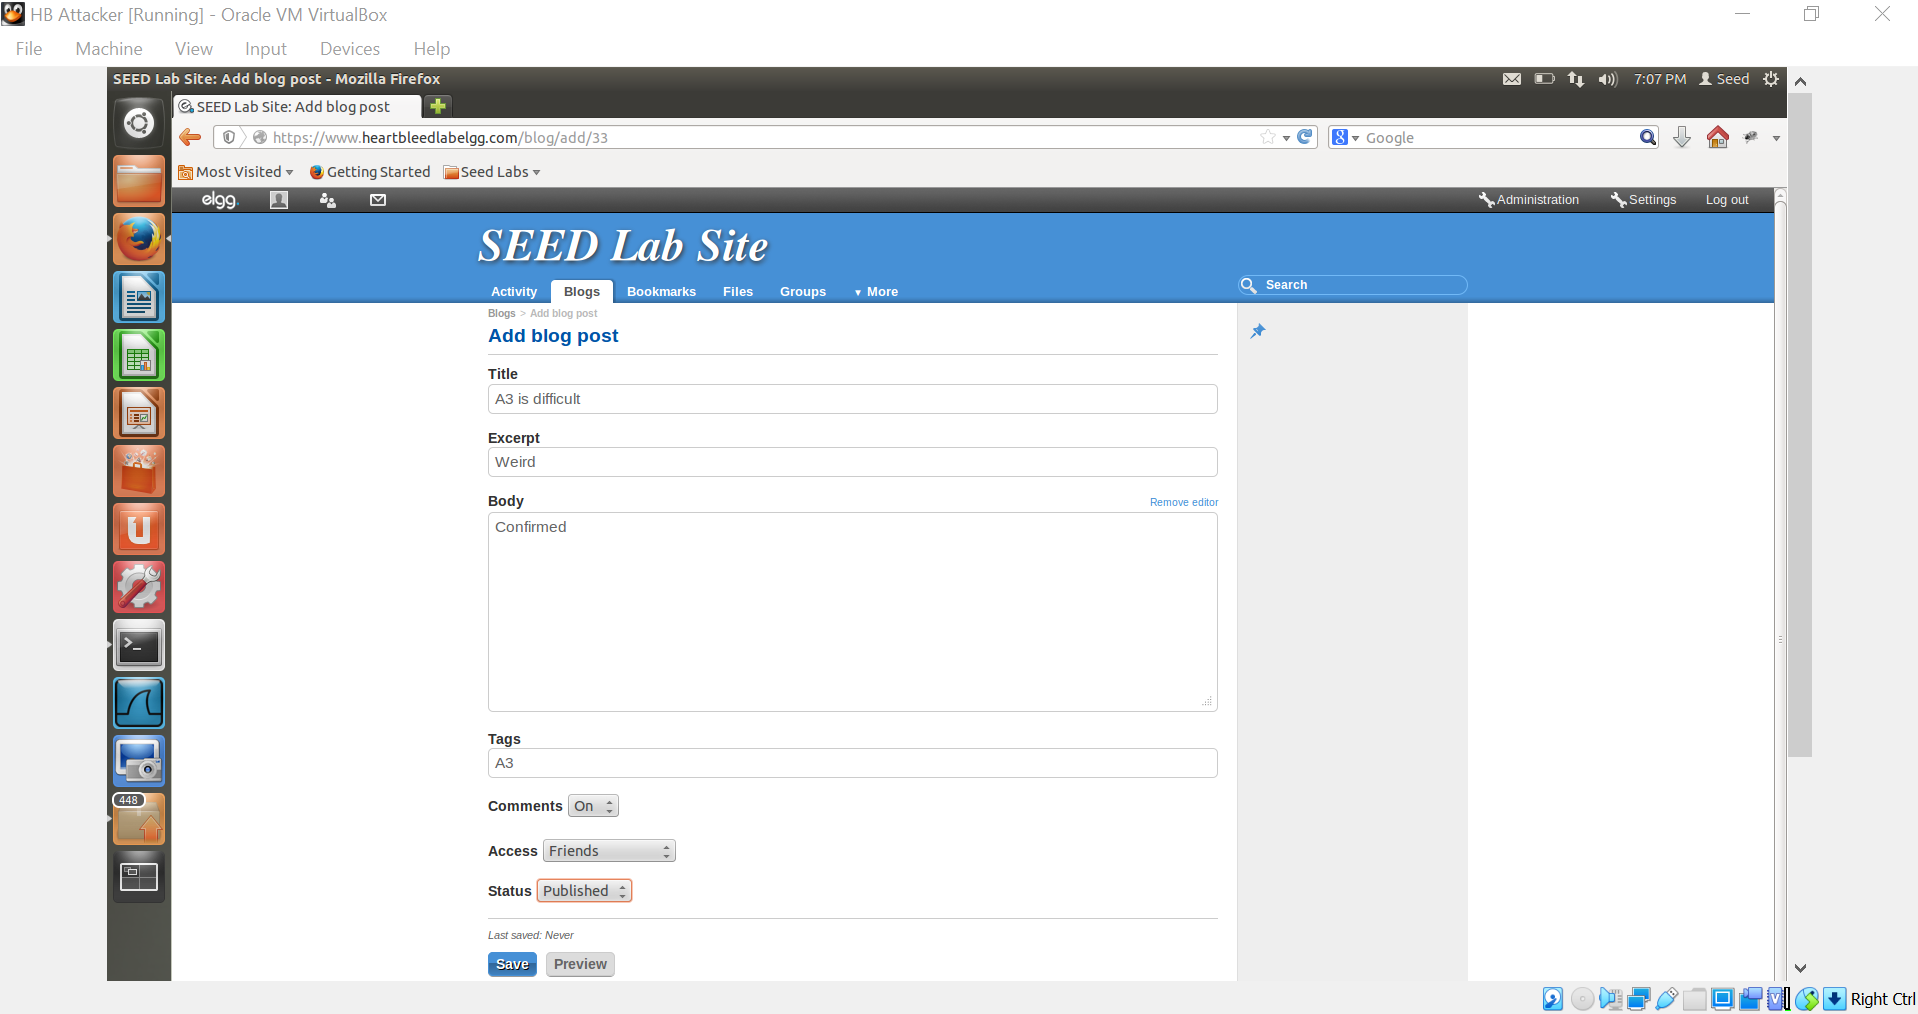 HB Attacker [Running] - Oracle VM VirtualBox
File Machine View Input Devices Help
SEED Lab Site: Add blog post - Mozilla Firefox
7:07 PM Seed
SEED Lab Site: Add blog post
https://www.heartbleedlabelgg.com/blog/add/33
8 Google
Most Visited Getting Started Seed Labs
elgg. Administration Settings Log out
SEED Lab Site
Activity Blogs Bookmarks Files Groups ▾ More
Search
Blogs > Add blog post
Add blog post
Title
A3 is difficult
Excerpt
Weird
Body Remove editor
Confirmed
Tags
A3
448
Comments On
Access Friends
Status Published
Last saved: Never
Save Preview
Right Ctrl